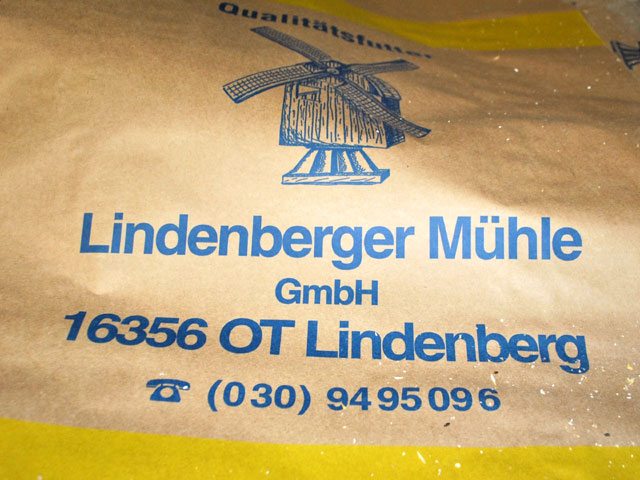 Qualitätsfutter
Lindenberger Mühle
GmbH
16356 OT Lindenberg
☎ (030) 9495096